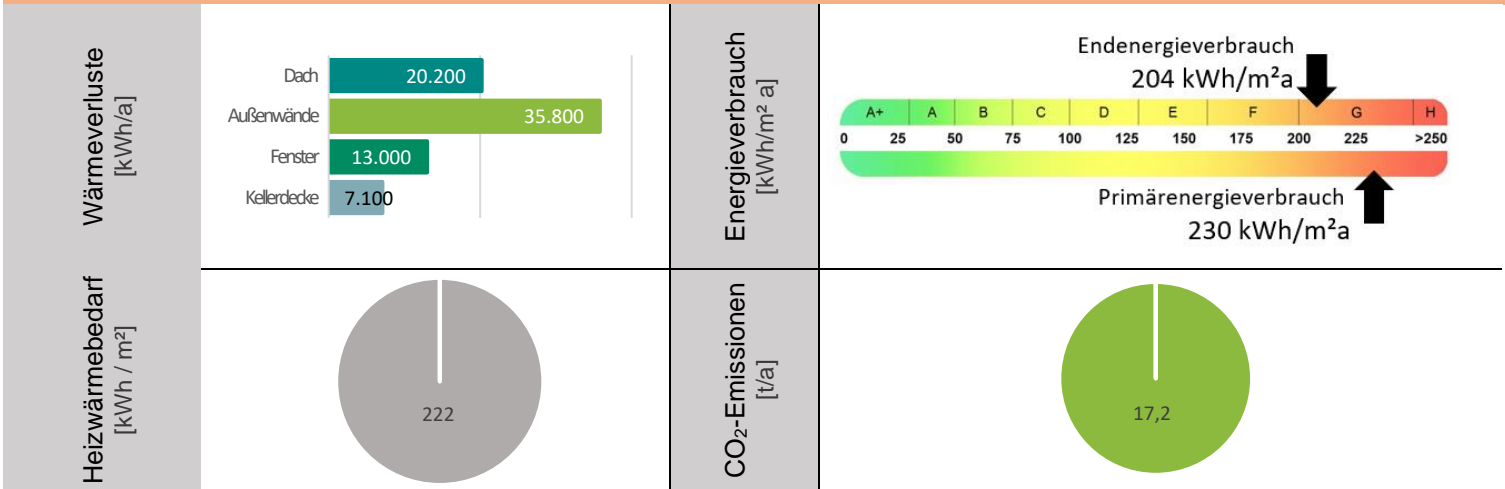 Wärmeverluste
[kWh/a]
Dach 20.200
Außenwände 35.800
Fenster 13.000
Kellerdecke 7.100
Energieverbrauch
[kWh/m² a]
Endenergieverbrauch
204 kWh/m²a
A+ A B C D E F G H
0 25 50 75 100 125 150 175 200 225 >250
Primärenergieverbrauch
230 kWh/m²a
Heizwärmebedarf
[kWh / m²]
222
CO₂-Emissionen
[t/a]
17,2